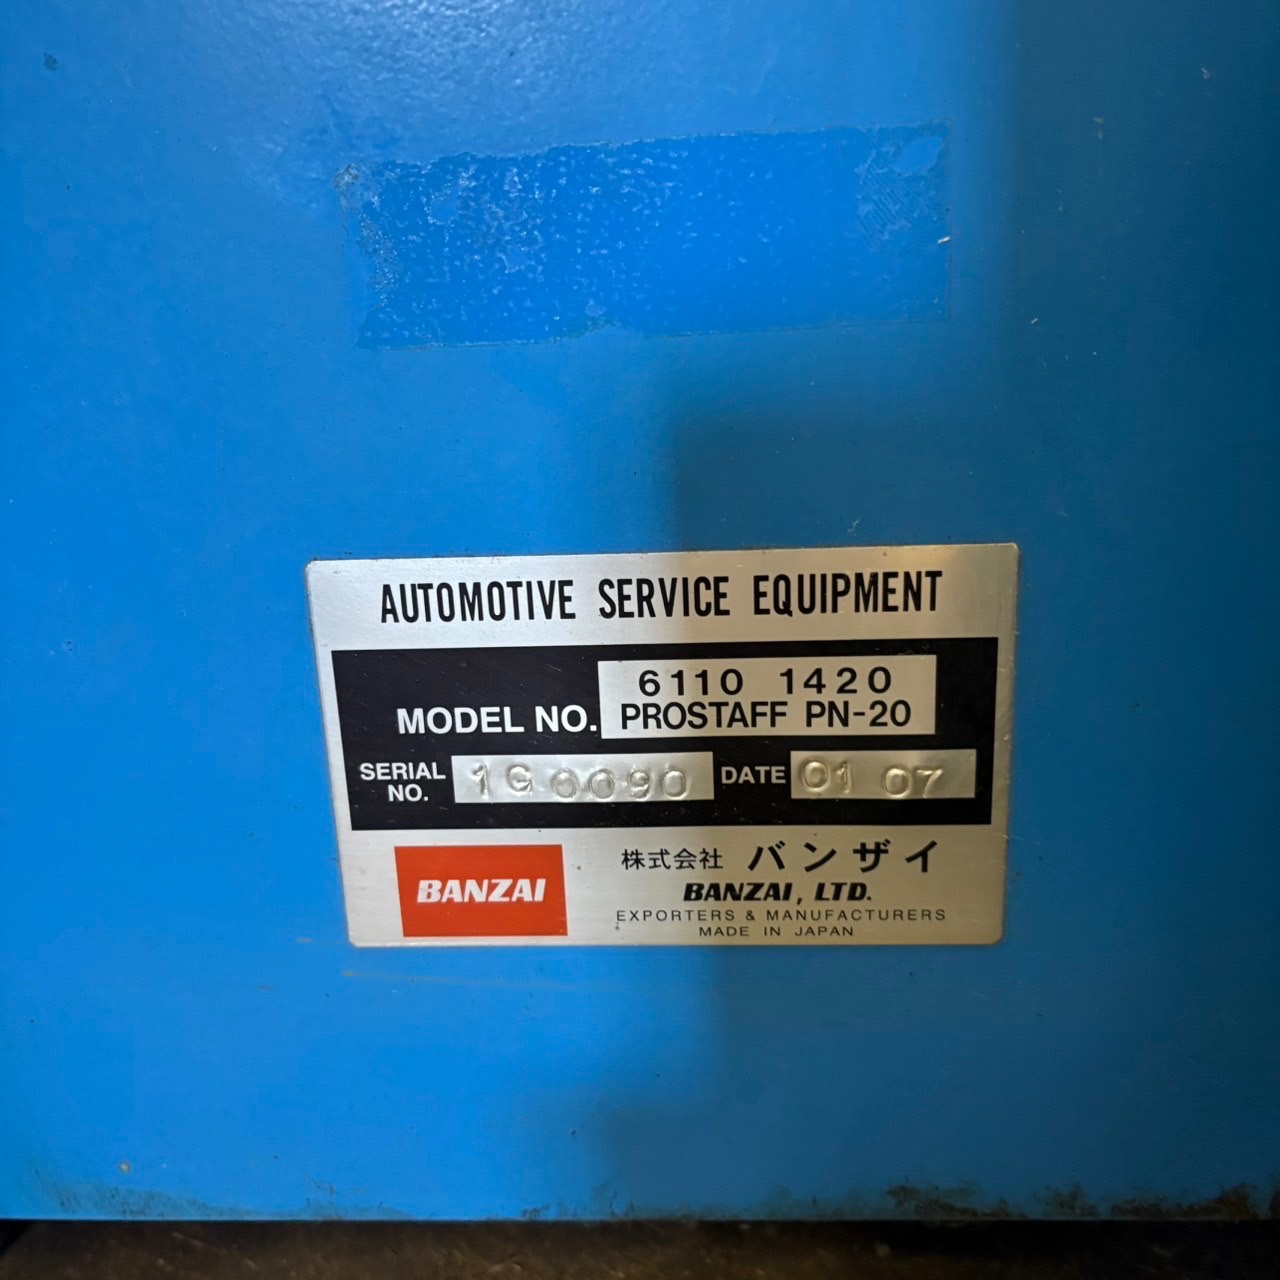 AUTOMOTIVE SERVICE EQUIPMENT
6110 1420
MODEL NO. PROSTAFF PN-20
SERIAL NO. 1G0090 DATE 01 07
BANZAI
株式会社 バンザイ
BANZAI, LTD.
EXPORTERS & MANUFACTURERS
MADE IN JAPAN